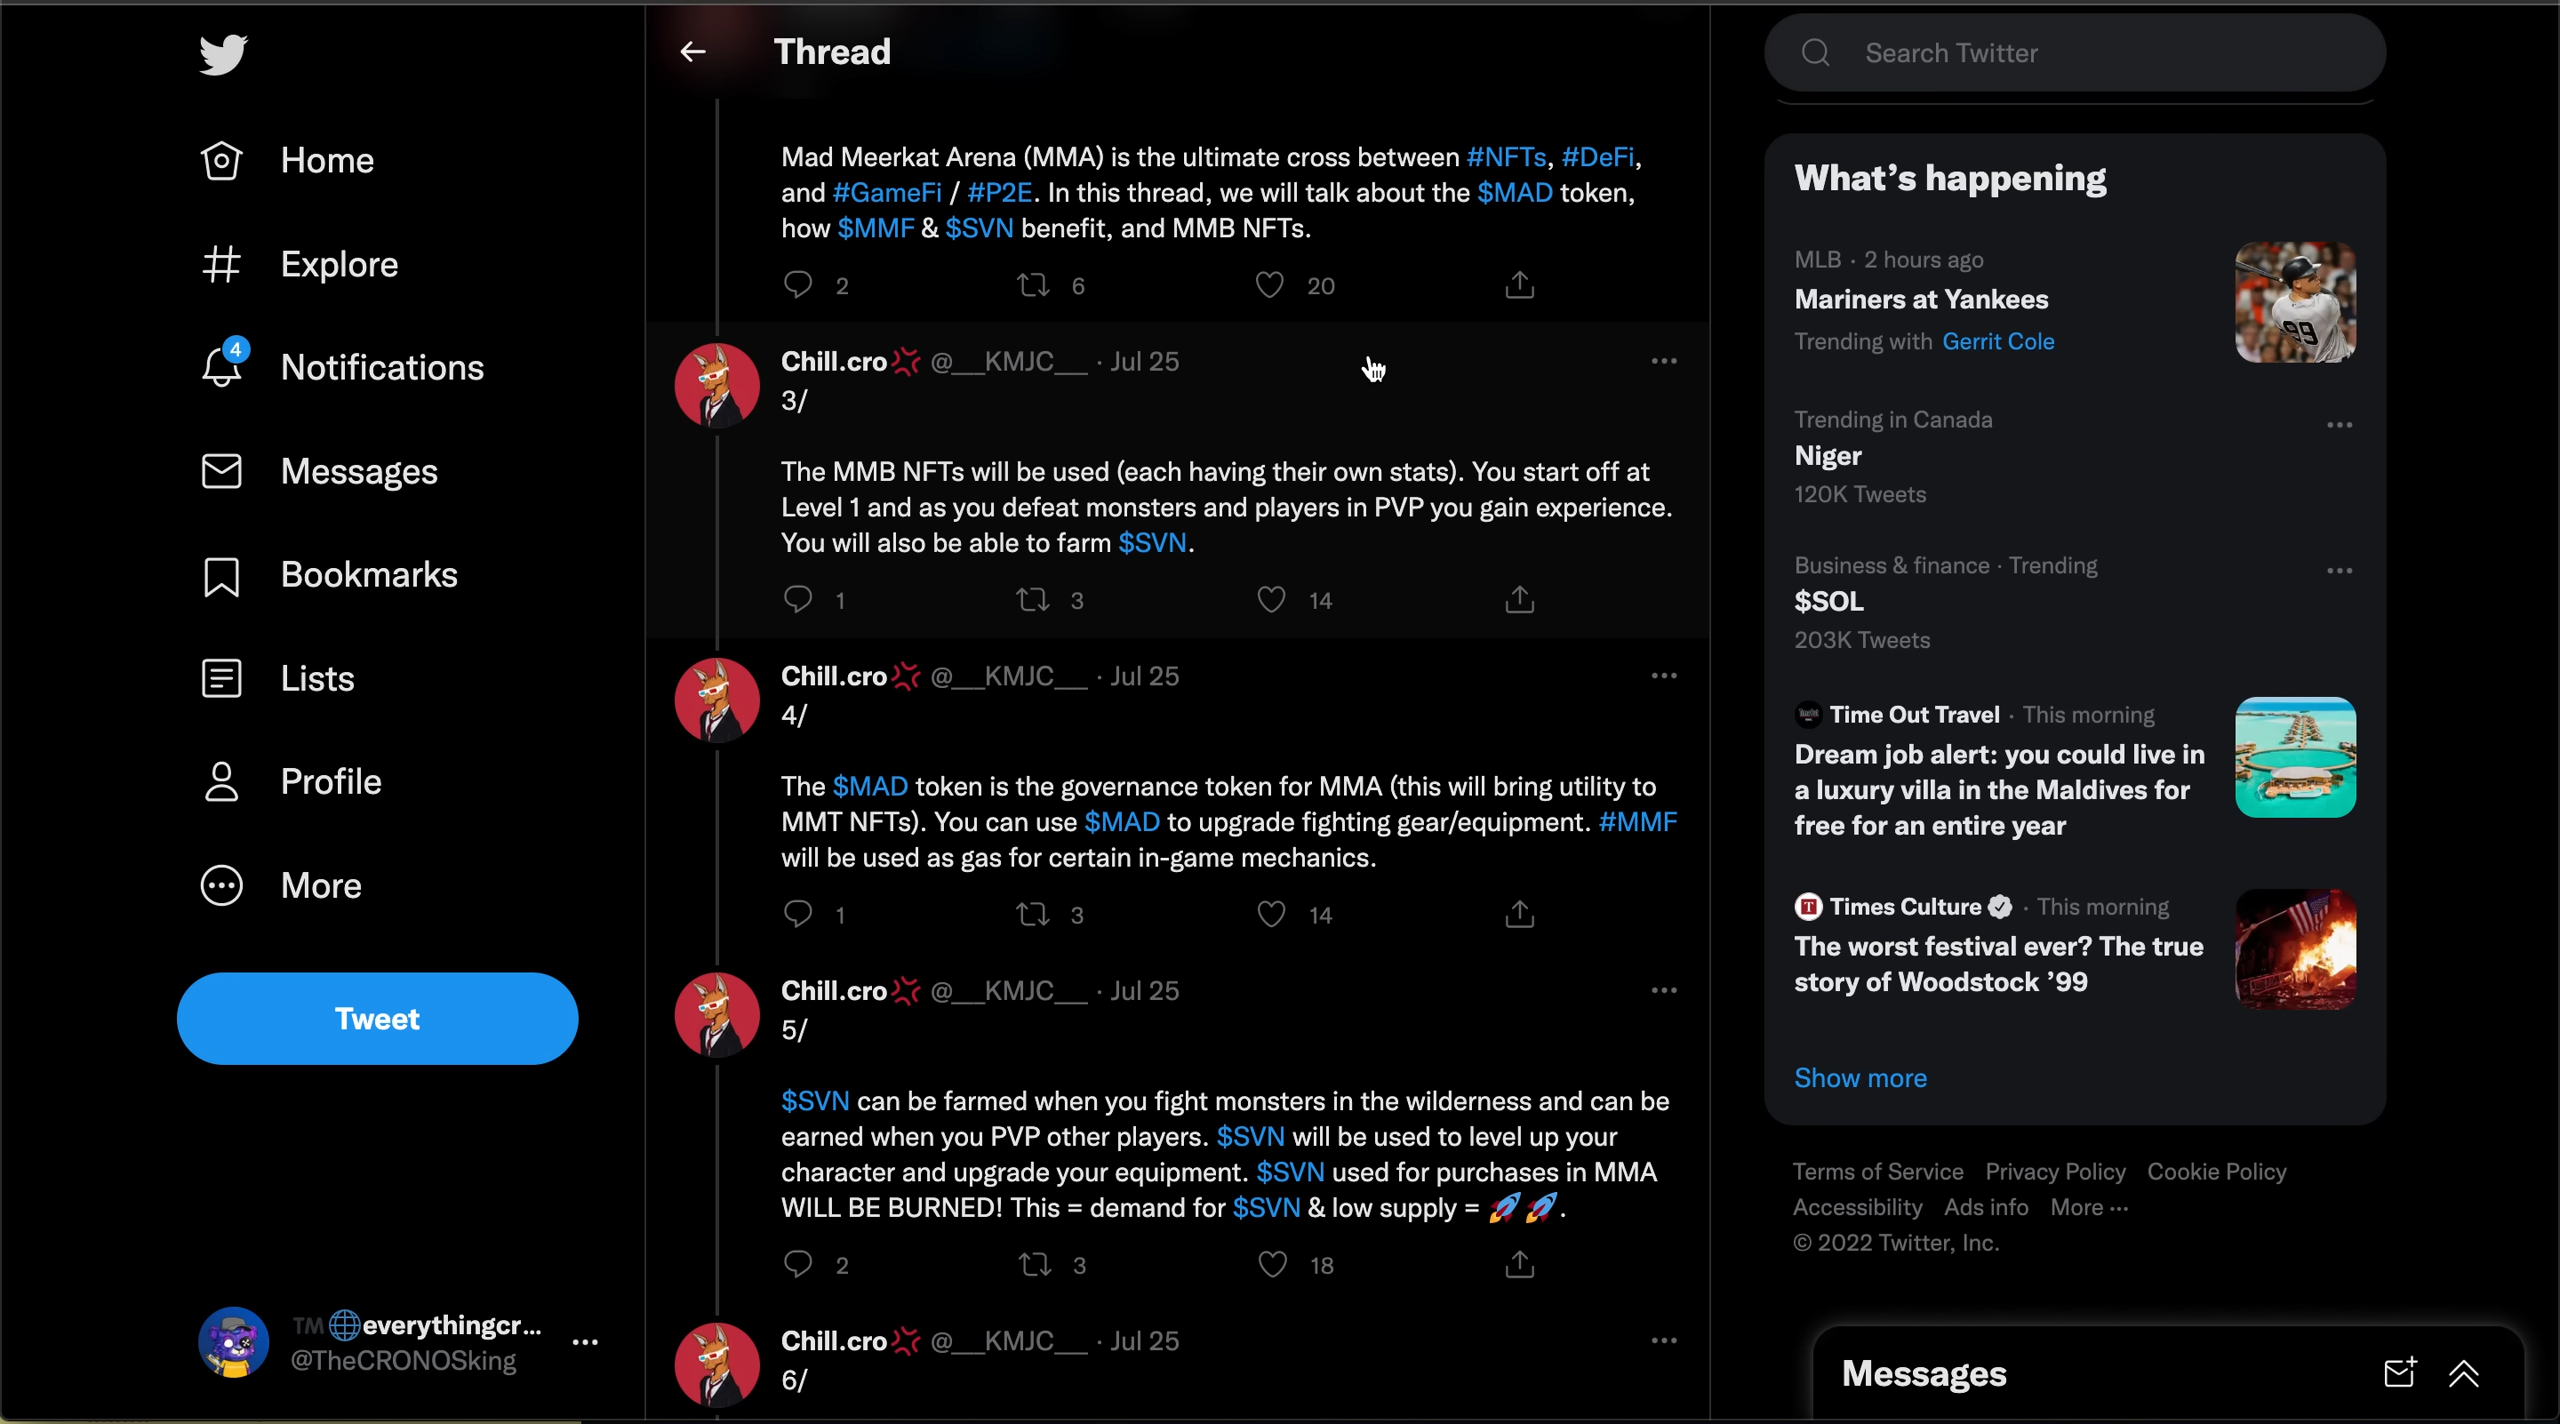 Home
Explore
4
Notifications
Messages
Bookmarks
Lists
Profile
More
Tweet
TM🌐everythingcr...
@TheCRONOSking
Thread
Mad Meerkat Arena (MMA) is the ultimate cross between #NFTs, #DeFi,
and #GameFi / #P2E. In this thread, we will talk about the $MAD token,
how $MMF & $SVN benefit, and MMB NFTs.
2 6 20
Chill.cro💢 @__KMJC__ · Jul 25
3/
The MMB NFTs will be used (each having their own stats). You start off at
Level 1 and as you defeat monsters and players in PVP you gain experience.
You will also be able to farm $SVN.
1 3 14
Chill.cro💢 @__KMJC__ · Jul 25
4/
The $MAD token is the governance token for MMA (this will bring utility to
MMT NFTs). You can use $MAD to upgrade fighting gear/equipment. #MMF
will be used as gas for certain in-game mechanics.
1 3 14
Chill.cro💢 @__KMJC__ · Jul 25
5/
$SVN can be farmed when you fight monsters in the wilderness and can be
earned when you PVP other players. $SVN will be used to level up your
character and upgrade your equipment. $SVN used for purchases in MMA
WILL BE BURNED! This = demand for $SVN & low supply = 🚀🚀.
2 3 18
Chill.cro💢 @__KMJC__ · Jul 25
6/
Search Twitter
What's happening
MLB · 2 hours ago
Mariners at Yankees
Trending with Gerrit Cole
99
Trending in Canada
Niger
120K Tweets
Business & finance · Trending
$SOL
203K Tweets
Time Out Travel · This morning
Dream job alert: you could live in
a luxury villa in the Maldives for
free for an entire year
T Times Culture · This morning
The worst festival ever? The true
story of Woodstock '99
Show more
Terms of Service Privacy Policy Cookie Policy
Accessibility Ads info More ···
© 2022 Twitter, Inc.
Messages